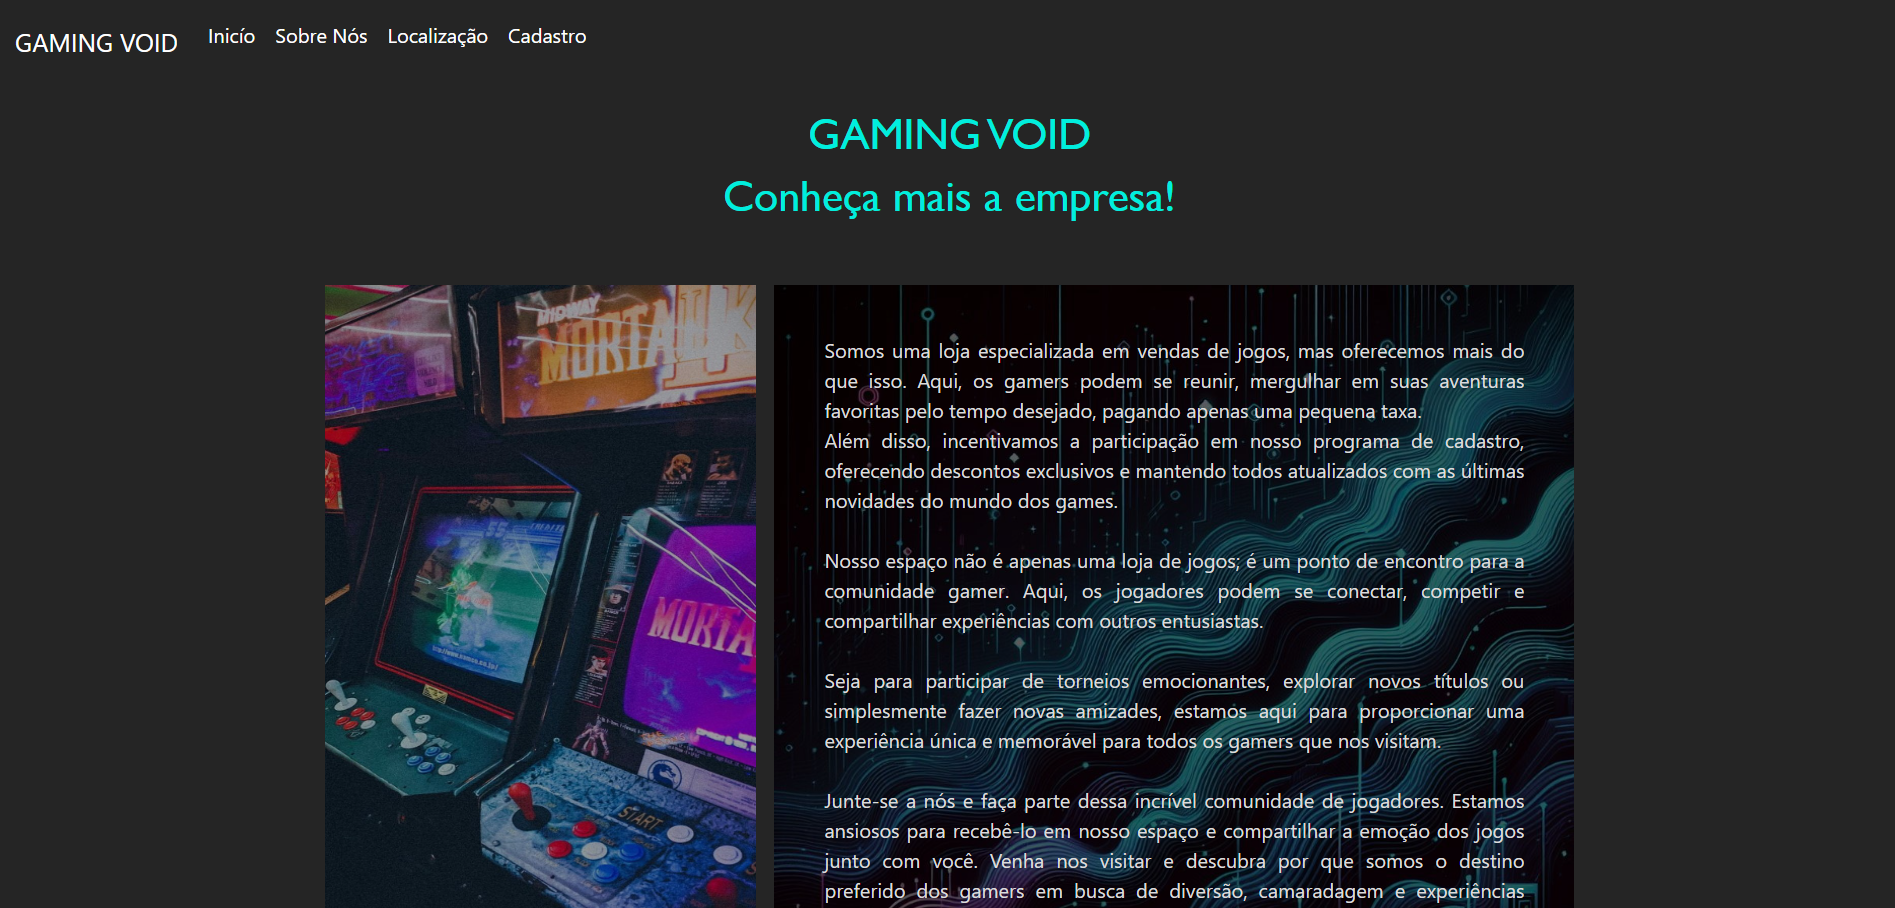 GAMING VOID
Inicío
Sobre Nós
Localização
Cadastro
GAMING VOID
Conheça mais a empresa!
MIDWAY
MORTAL K
MORTA
START
Somos uma loja especializada em vendas de jogos, mas oferecemos mais do
que isso. Aqui, os gamers podem se reunir, mergulhar em suas aventuras
favoritas pelo tempo desejado, pagando apenas uma pequena taxa.
Além disso, incentivamos a participação em nosso programa de cadastro,
oferecendo descontos exclusivos e mantendo todos atualizados com as últimas
novidades do mundo dos games.
Nosso espaço não é apenas uma loja de jogos; é um ponto de encontro para a
comunidade gamer. Aqui, os jogadores podem se conectar, competir e
compartilhar experiências com outros entusiastas.
Seja para participar de torneios emocionantes, explorar novos títulos ou
simplesmente fazer novas amizades, estamos aqui para proporcionar uma
experiência única e memorável para todos os gamers que nos visitam.
Junte-se a nós e faça parte dessa incrível comunidade de jogadores. Estamos
ansiosos para recebê-lo em nosso espaço e compartilhar a emoção dos jogos
junto com você. Venha nos visitar e descubra por que somos o destino
preferido dos gamers em busca de diversão, camaradagem e experiências